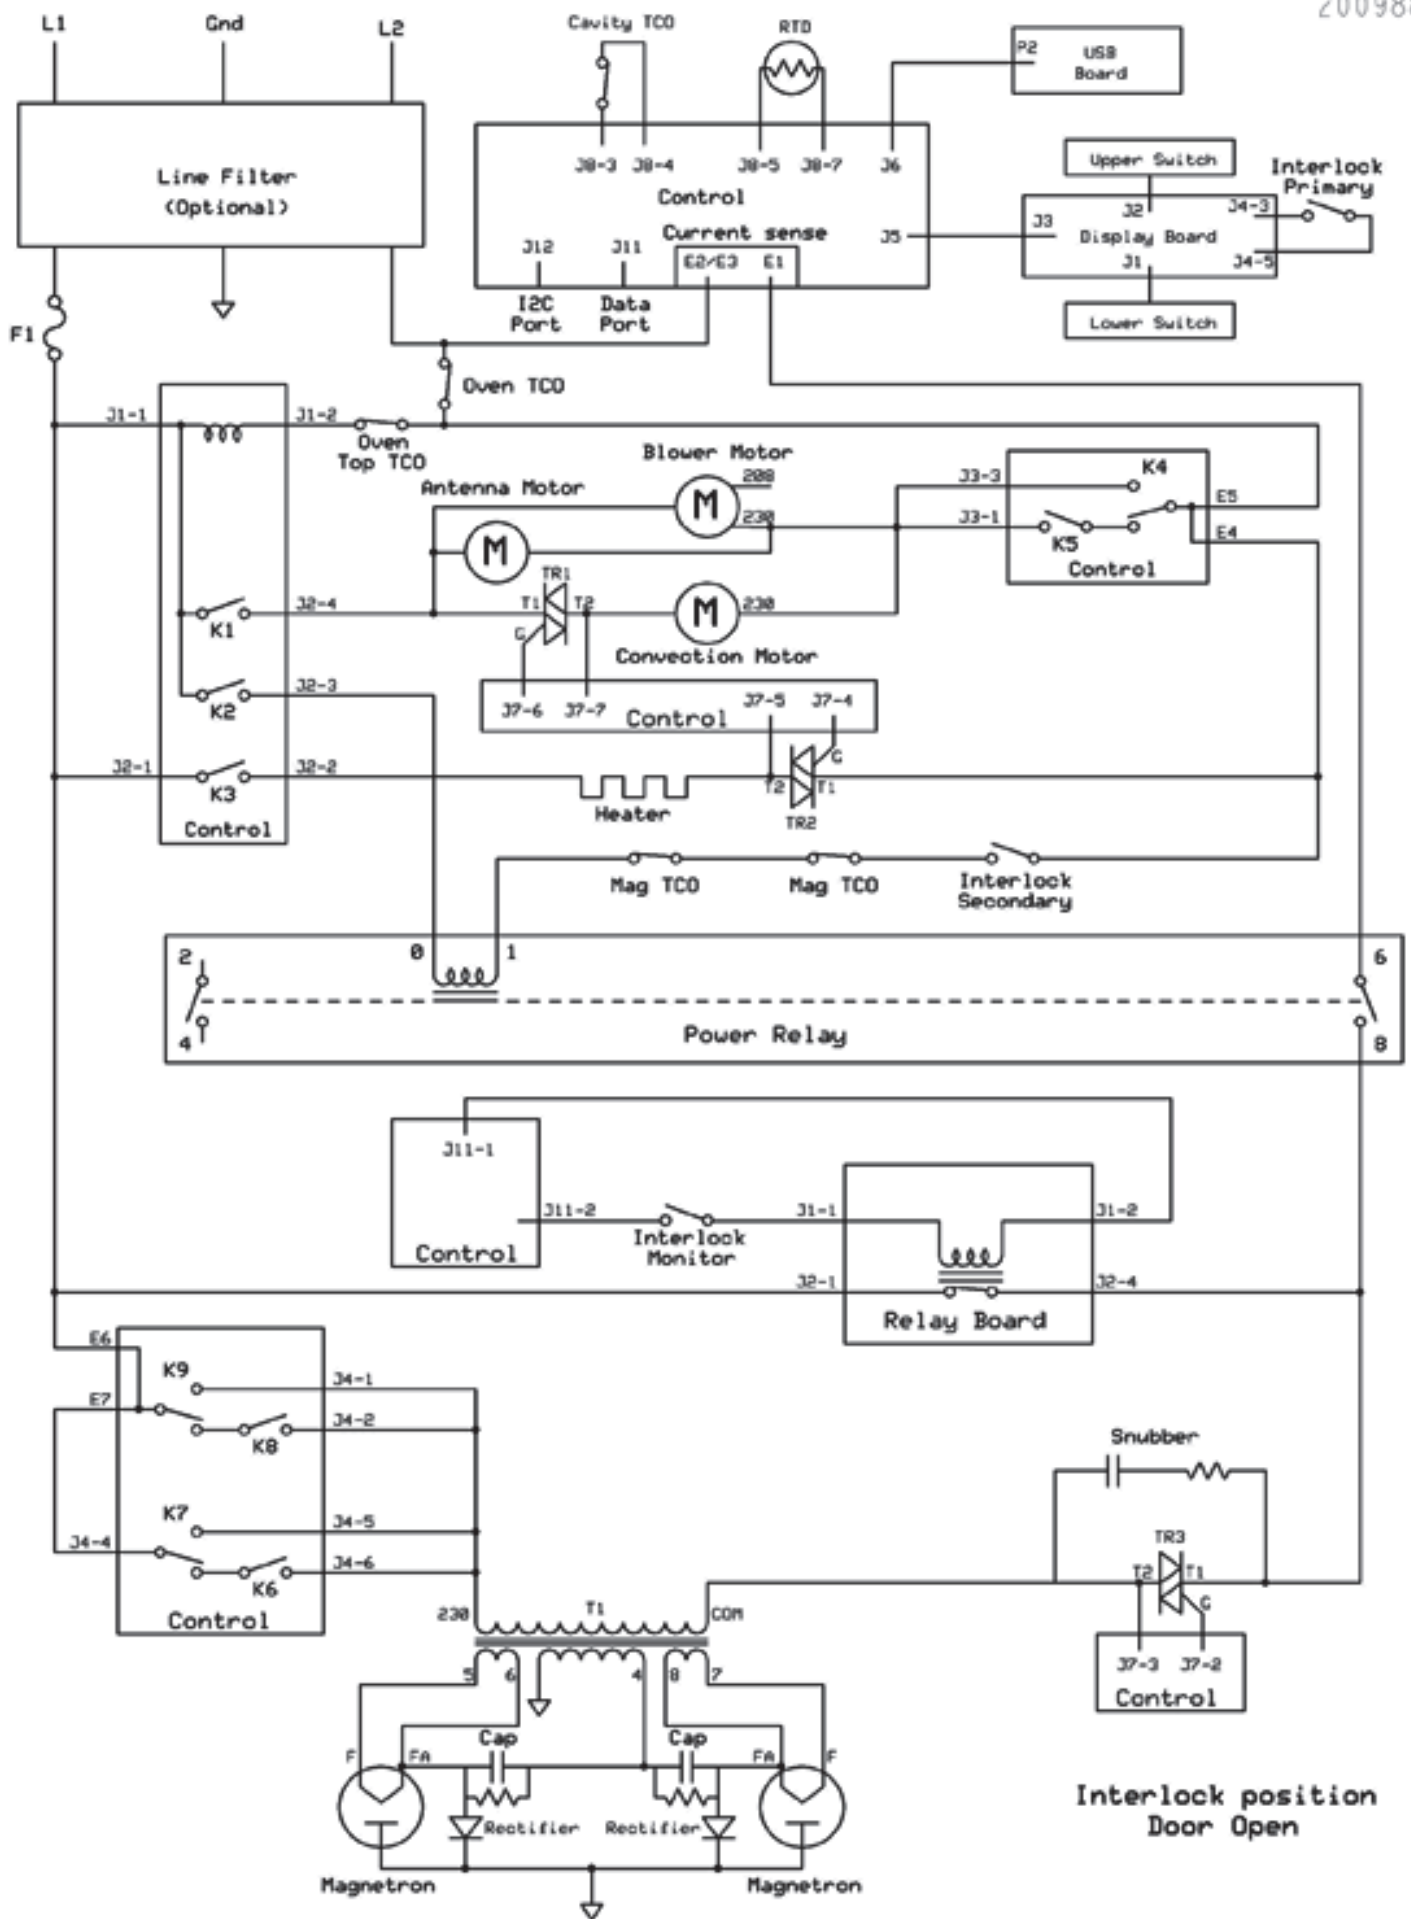 L1
Gnd
L2
Cavity TCO
RTD
P2
USB
Board
Line Filter
(Optional)
J8-3
J8-4
J8-5
J8-7
J6
Control
Current sense
J12
J11
E2/E3
E1
J5
I2C
Port
Data
Port
Upper Switch
Interlock
Primary
J2
J4-3
J3
Display Board
J1
J4-5
Lower Switch
F1
Oven TCO
J1-1
J1-2
Oven
Top TCO
Blower Motor
208
Antenna Motor
M
230
M
J3-3
K4
E5
J3-1
K5
E4
Control
TR1
T1
T2
G
M
230
Convection Motor
J2-4
K1
J2-3
K2
J7-6
J7-7
Control
J7-5
J7-4
J2-1
K3
J2-2
Control
Heater
G
T2
T1
TR2
Mag TCO
Mag TCO
Interlock
Secondary
2
0
1
6
4
Power Relay
8
J11-1
J11-2
Control
Interlock
Monitor
J1-1
J1-2
J2-1
J2-4
Relay Board
E6
K9
J4-1
E7
J4-2
K8
K7
J4-5
J4-4
J4-6
K6
Control
Snubber
TR3
T2
T1
G
J7-3
J7-2
Control
230
T1
COM
5
6
4
8
7
Cap
Cap
F
FA
FA
F
Rectifier
Rectifier
Magnetron
Magnetron
Interlock position
Door Open